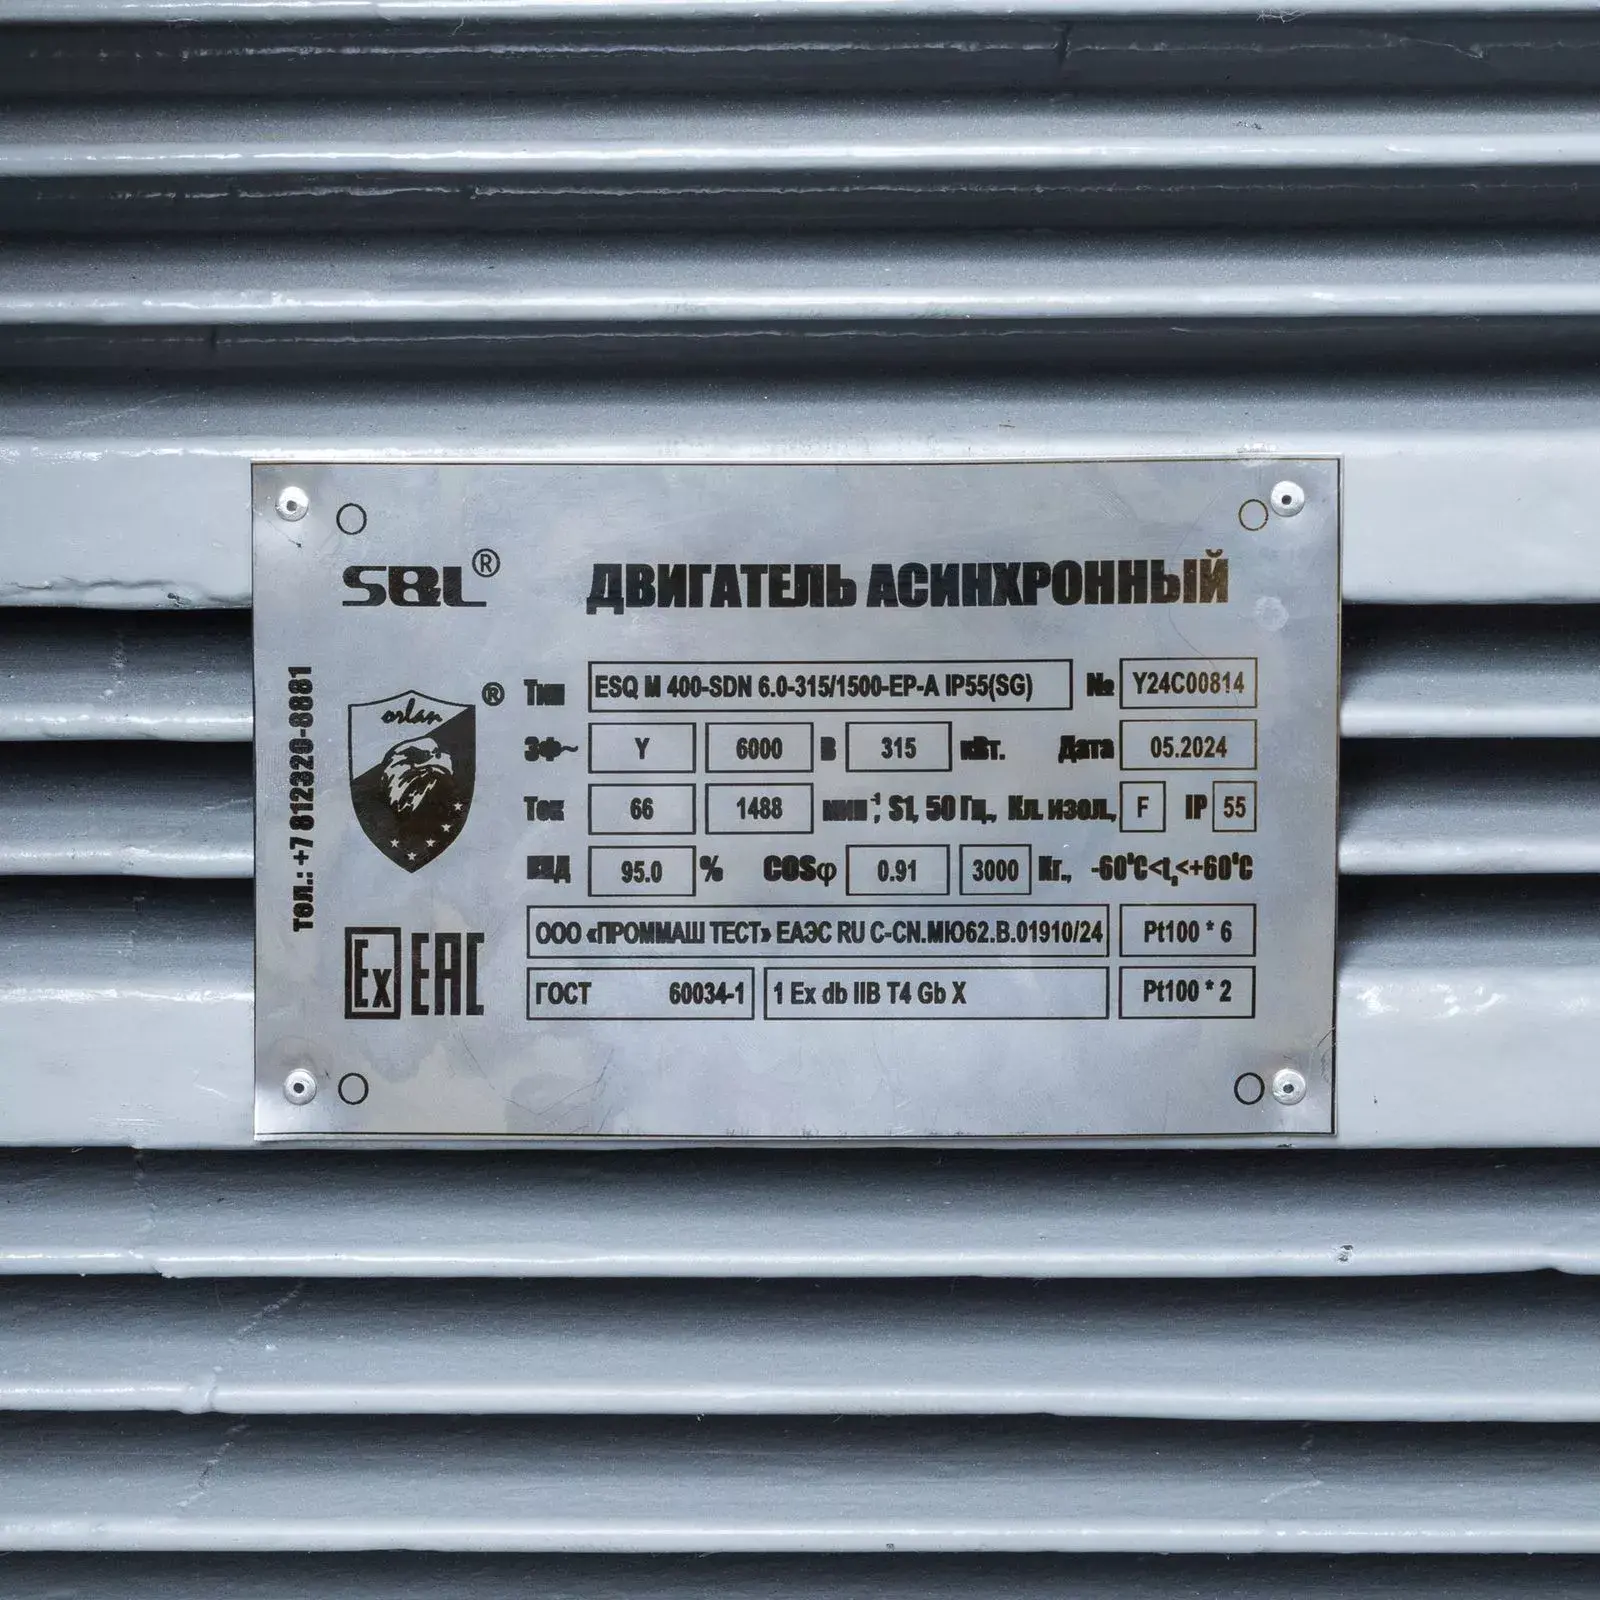 SBL® ДВИГАТЕЛЬ АСИНХРОННЫЙ
тел.: +7 812320-8881
orlan ®
Тип ESQ M 400-SDN 6.0-315/1500-EP-A IP55(SG) № Y24C00814
3Ф~ Y 6000 В 315 кВт. Дата 05.2024
Ток 66 1488 мин⁻¹, S1, 50 Гц., Кл. изол., F IP 55
КПД 95.0 % COSφ 0.91 3000 Кг., -60°C<tₐ<+60°C
ООО «ПРОММАШ ТЕСТ» ЕАЭС RU C-CN.МЮ62.В.01910/24 Pt100 * 6
Ex EAC ГОСТ 60034-1 1 Ex db IIB T4 Gb X Pt100 * 2